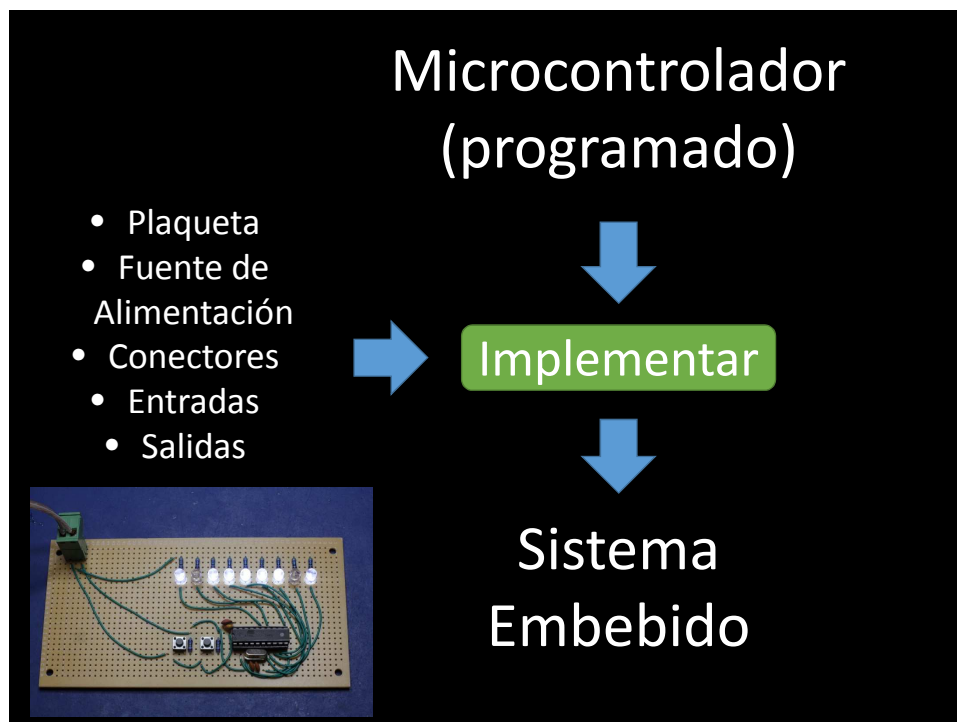 Microcontrolador
(programado)
• Plaqueta
• Fuente de
Alimentación
• Conectores
• Entradas
• Salidas
Implementar
Sistema
Embebido